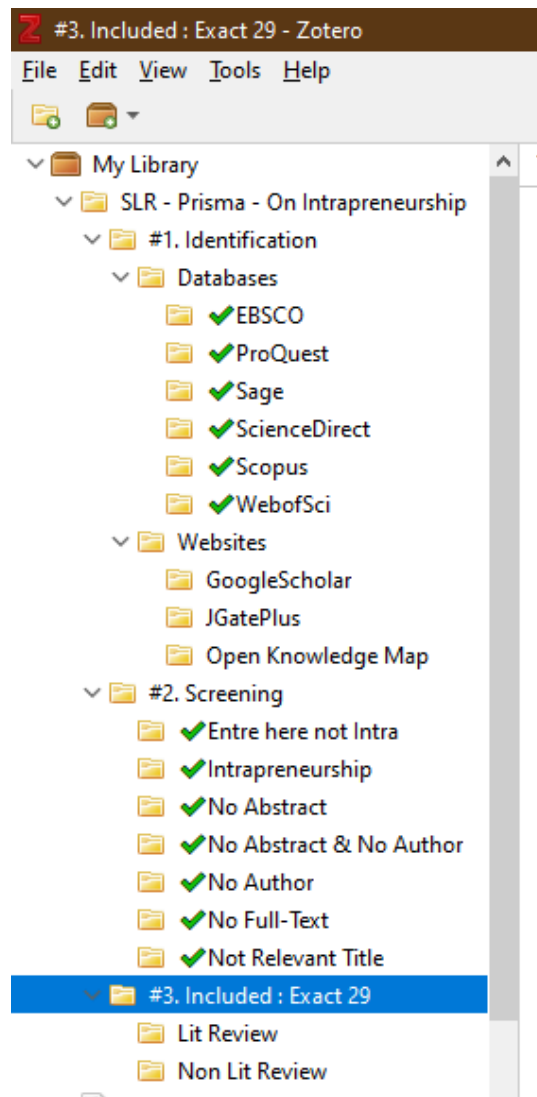 Z #3. Included : Exact 29 - Zotero
File Edit View Tools Help
My Library
SLR - Prisma - On Intrapreneurship
#1. Identification
Databases
✔EBSCO
✔ProQuest
✔Sage
✔ScienceDirect
✔Scopus
✔WebofSci
Websites
GoogleScholar
JGatePlus
Open Knowledge Map
#2. Screening
✔Entre here not Intra
✔Intrapreneurship
✔No Abstract
✔No Abstract & No Author
✔No Author
✔No Full-Text
✔Not Relevant Title
#3. Included : Exact 29
Lit Review
Non Lit Review